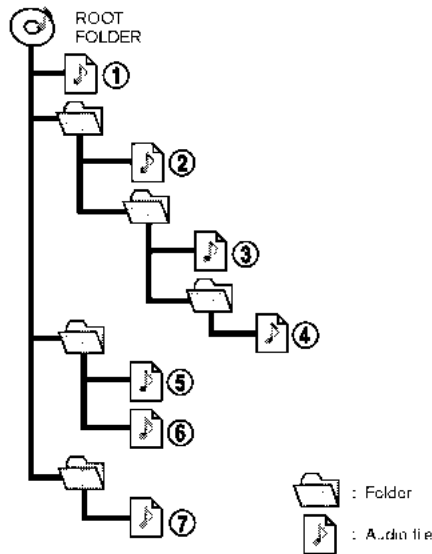 ROOT
FOLDER
①
②
③
④
⑤
⑥
⑦
: Folder
: Audio file